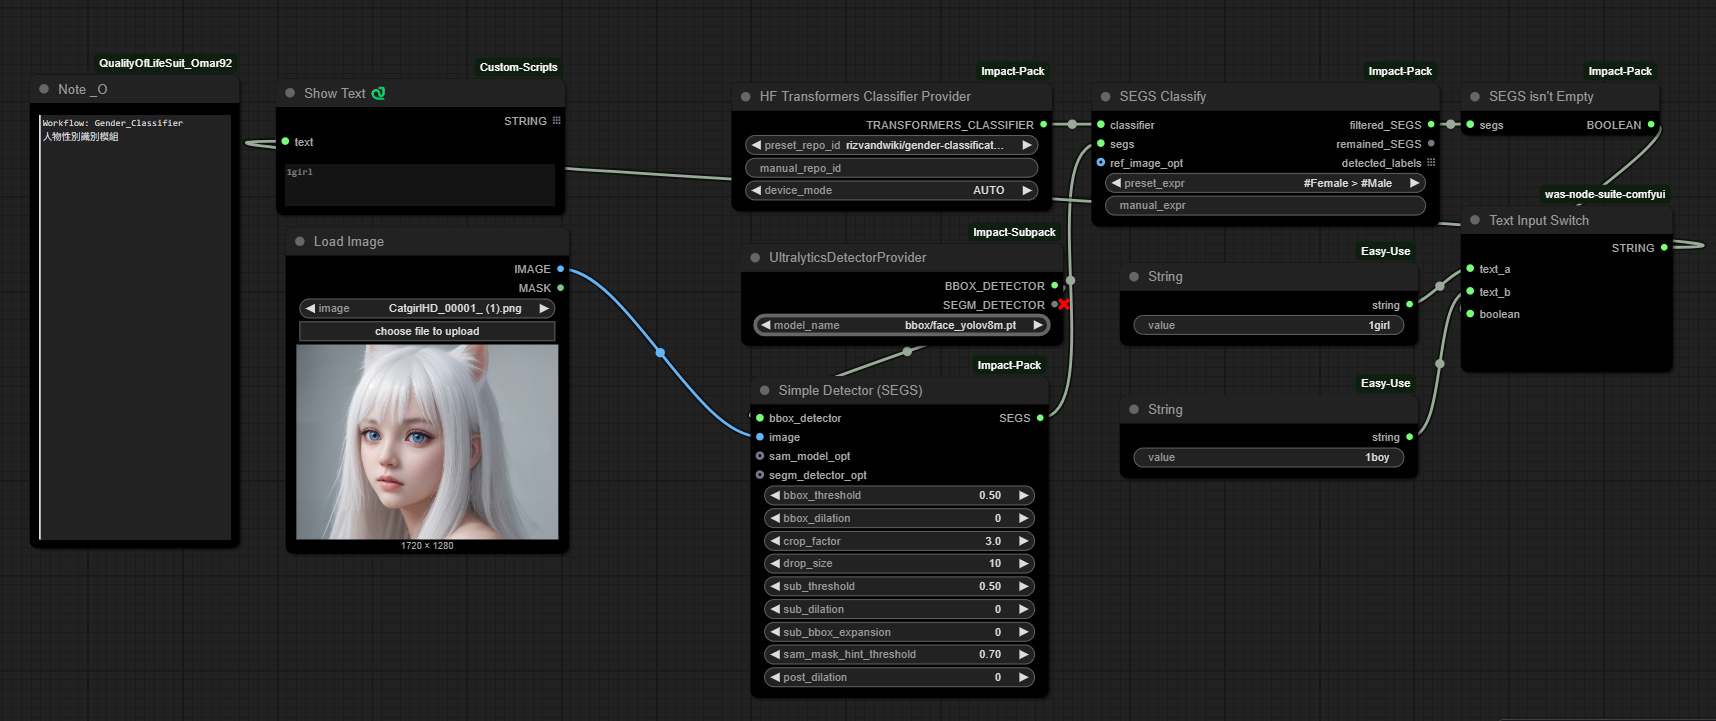 QualityOfLifeSuit_Omar92
Note _O
Workflow: Gender_Classifier
人物性別識別模組
Custom-Scripts
Show Text
STRING
text
1girl
Load Image
IMAGE
MASK
image CatgirlHD_00001_ (1).png
choose file to upload
1720 × 1280
Impact-Pack
HF Transformers Classifier Provider
TRANSFORMERS_CLASSIFIER
preset_repo_id rizvandwiki/gender-classificat...
manual_repo_id
device_mode AUTO
Impact-Subpack
UltralyticsDetectorProvider
BBOX_DETECTOR
SEGM_DETECTOR
model_name bbox/face_yolov8m.pt
Impact-Pack
Simple Detector (SEGS)
bbox_detector SEGS
image
sam_model_opt
segm_detector_opt
bbox_threshold 0.50
bbox_dilation 0
crop_factor 3.0
drop_size 10
sub_threshold 0.50
sub_dilation 0
sub_bbox_expansion 0
sam_mask_hint_threshold 0.70
post_dilation 0
Impact-Pack
SEGS Classify
classifier filtered_SEGS
segs remained_SEGS
ref_image_opt detected_labels
preset_expr #Female > #Male
manual_expr
Easy-Use
String
string
value 1girl
Easy-Use
String
string
value 1boy
Impact-Pack
SEGS isn't Empty
segs BOOLEAN
was-node-suite-comfyui
Text Input Switch
STRING
text_a
text_b
boolean